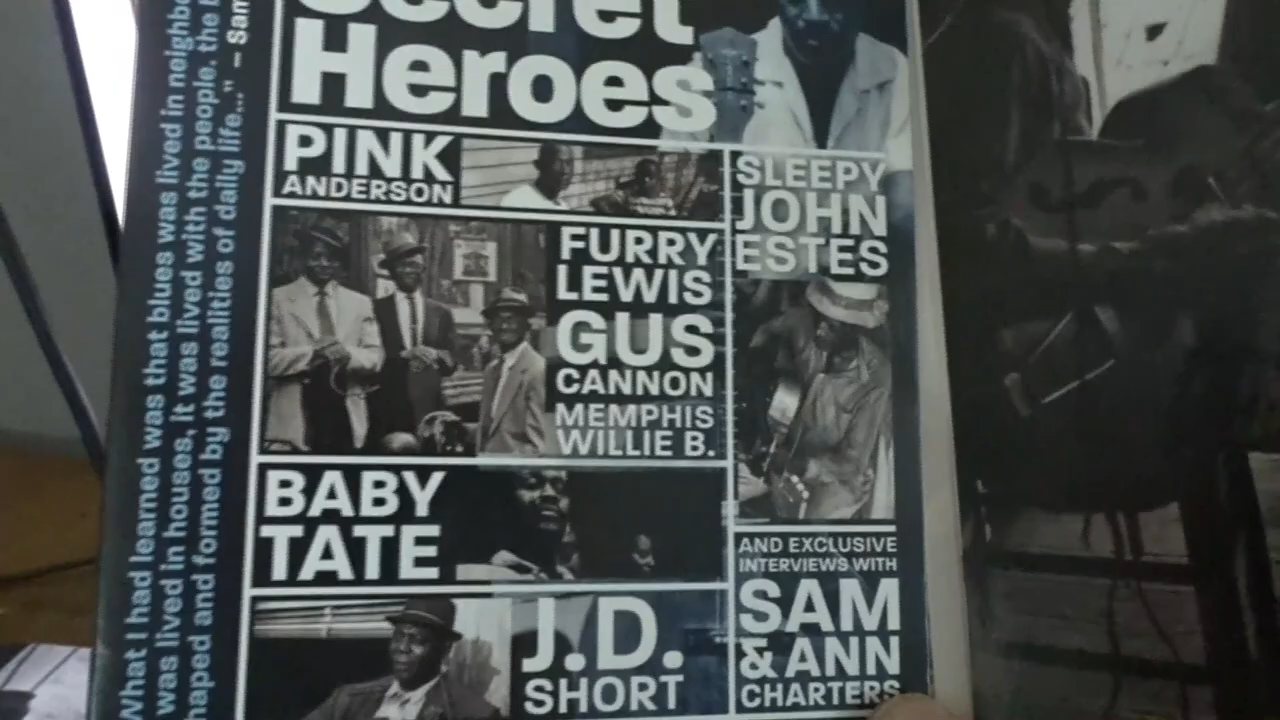 Secret
Heroes
PINK
ANDERSON
SLEEPY
JOHN
ESTES
FURRY
LEWIS
GUS
CANNON
MEMPHIS
WILLIE B.
BABY
TATE
J.D.
SHORT
AND EXCLUSIVE
INTERVIEWS WITH
SAM
& ANN
CHARTERS
What I had learned was that blues was lived in
was lived in houses, it was lived with the people. the
haped and formed by the realities of daily life..." – Sam